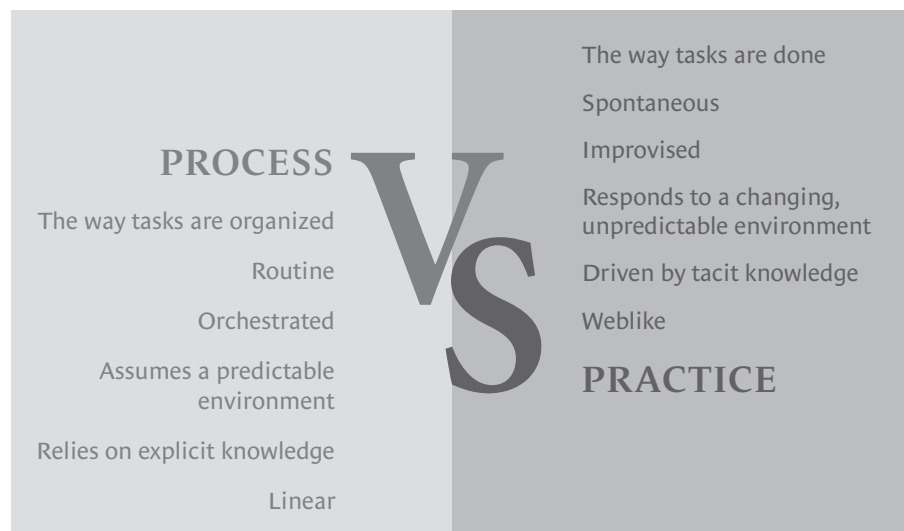 PROCESS
The way tasks are organized
Routine
Orchestrated
Assumes a predictable
environment
Relies on explicit knowledge
Linear
VS
The way tasks are done
Spontaneous
Improvised
Responds to a changing,
unpredictable environment
Driven by tacit knowledge
Weblike
PRACTICE